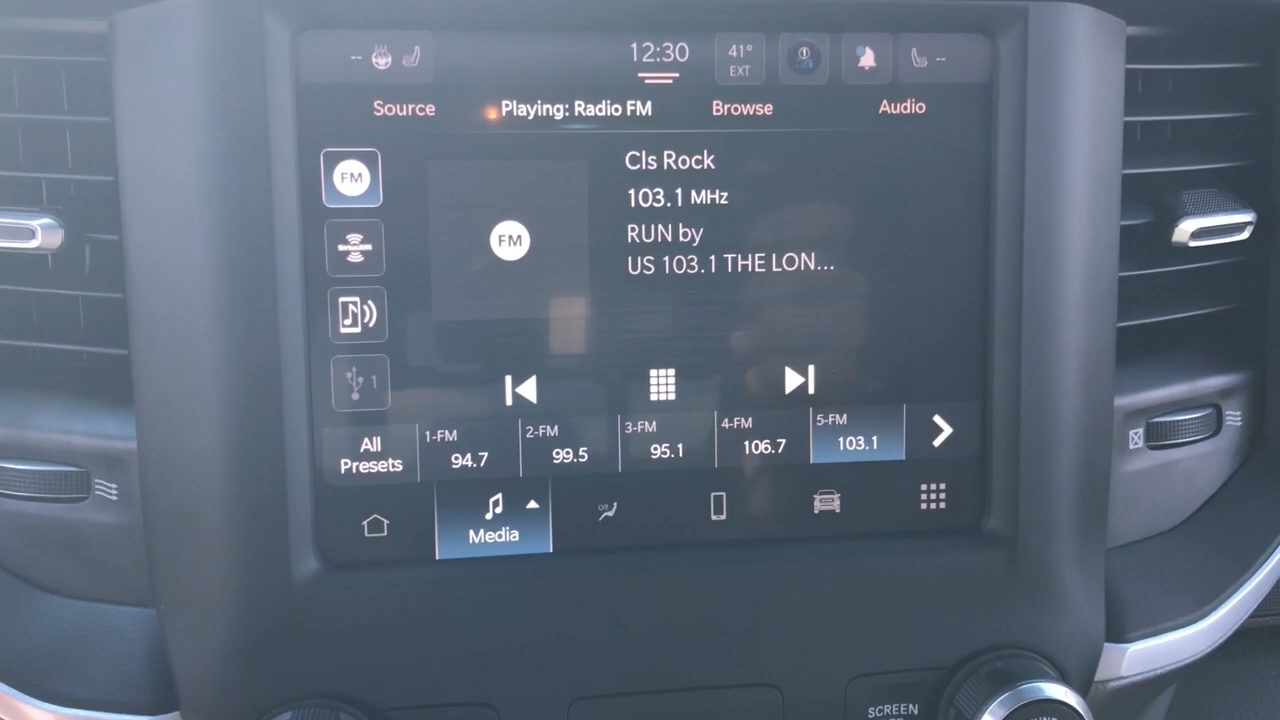 --
12:30
41°
EXT
--
Source
Playing: Radio FM
Browse
Audio
FM
Cls Rock
103.1 MHz
RUN by
US 103.1 THE LON...
FM
1
All
Presets
1-FM
94.7
2-FM
99.5
3-FM
95.1
4-FM
106.7
5-FM
103.1
Media
OFF
SCREEN